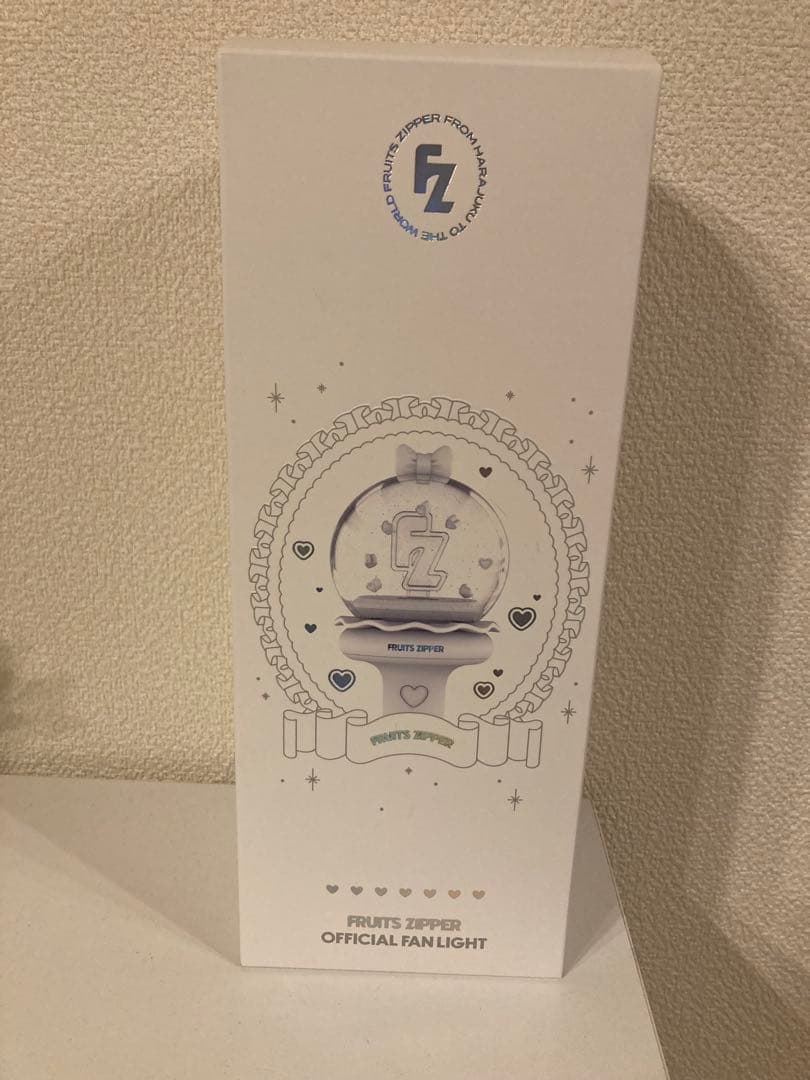 FRUITS ZIPPER FROM HARAJUKU TO THE WORLD
FZ
FZ
FRUITS ZIPPER
FRUITS ZIPPER
FRUITS ZIPPER
OFFICIAL FAN LIGHT